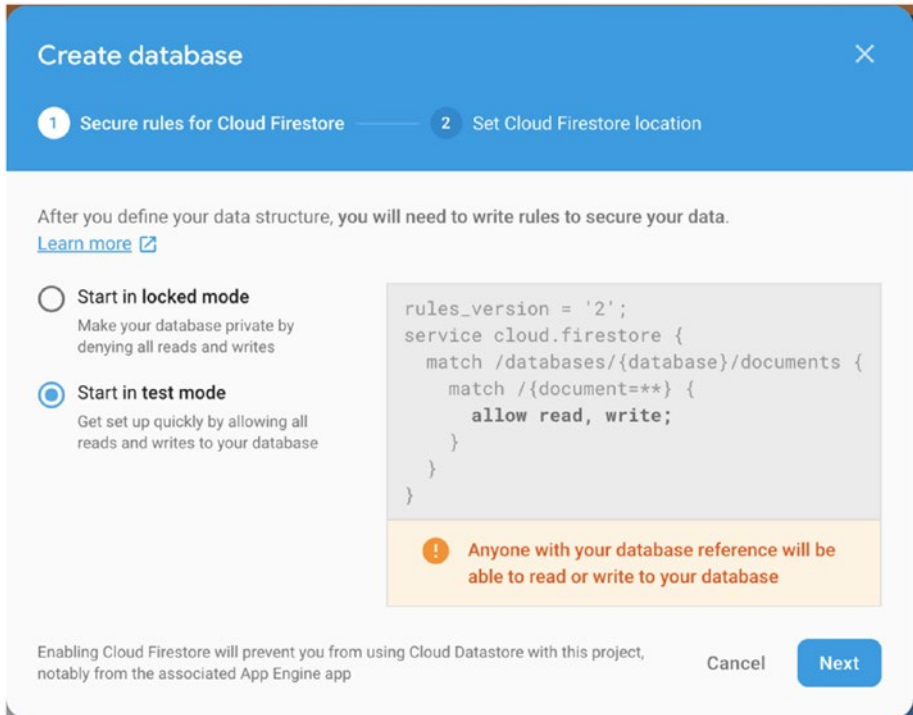 Create database
1 Secure rules for Cloud Firestore
2 Set Cloud Firestore location
After you define your data structure, you will need to write rules to secure your data.
Learn more
Start in locked mode
Make your database private by
denying all reads and writes
Start in test mode
Get set up quickly by allowing all
reads and writes to your database
rules_version = '2';
service cloud.firestore {
  match /databases/{database}/documents {
    match /{document=**} {
      allow read, write;
    }
  }
}
Anyone with your database reference will be
able to read or write to your database
Enabling Cloud Firestore will prevent you from using Cloud Datastore with this project,
notably from the associated App Engine app
Cancel
Next